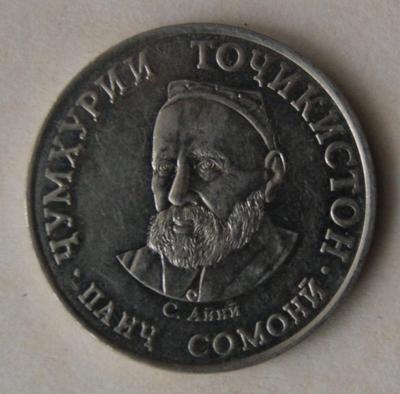 ҶУМҲУРИИ ТОҶИКИСТОН
С. Айнӣ
· ПАНҶ СОМОНӢ ·